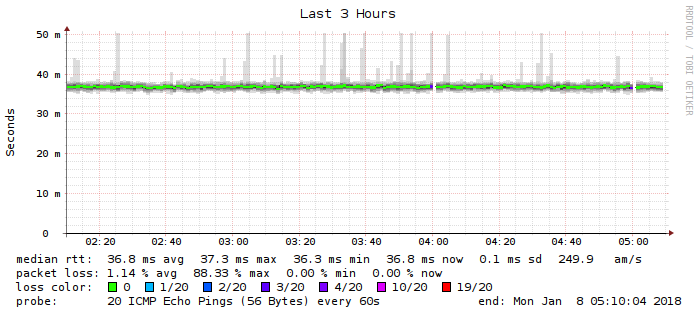 Last 3 Hours
RRDTOOL / TOBI OETIKER
Seconds
50 m
40 m
30 m
20 m
10 m
0
02:20 02:40 03:00 03:20 03:40 04:00 04:20 04:40 05:00
median rtt: 36.8 ms avg 37.3 ms max 36.3 ms min 36.8 ms now 0.1 ms sd 249.9 am/s
packet loss: 1.14 % avg 88.33 % max 0.00 % min 0.00 % now
loss color: 0 1/20 2/20 3/20 4/20 10/20 19/20
probe: 20 ICMP Echo Pings (56 Bytes) every 60s end: Mon Jan 8 05:10:04 2018